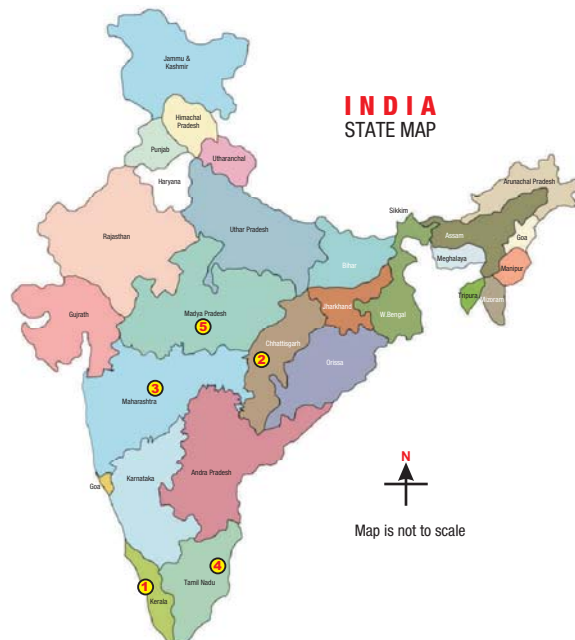 Jammu &
Kashmir
INDIA
STATE MAP
Himachal
Pradesh
Punjab
Utharanchal
Haryana
Arunachal Pradesh
Sikkim
Uthar Pradesh
Rajasthan
Assam
Goa
Bihar
Meghalaya
Manipur
Tripura
Mizoram
Jharkhand
Gujrath
Madya Pradesh
W.Bengal
5
Chhattisgarh
2
Orissa
3
Maharashtra
Andra Pradesh
Karnataka
Goa
N
Map is not to scale
4
Tamil Nadu
1
Kerala